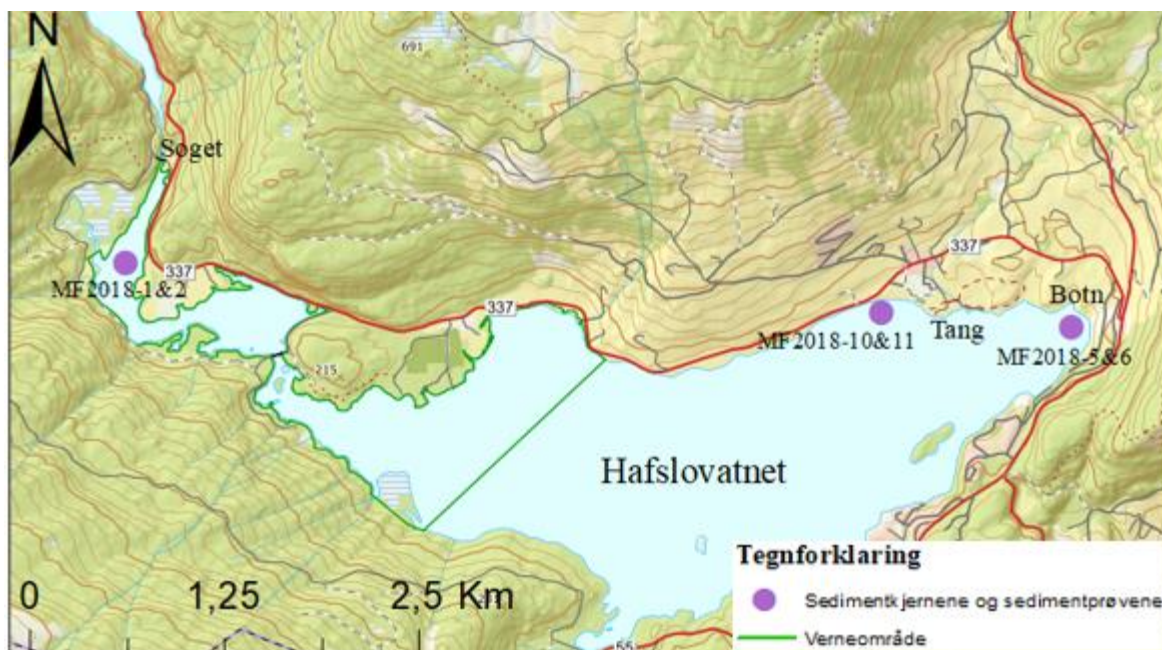 N
691
Soget
337
MF2018-1&2
337
337
215
Botn
Tang
MF2018-10&11
MF2018-5&6
Hafslovatnet
0 1,25 2,5 Km
55
Tegnforklaring
Sedimentkjernene og sedimentprøvene
Verneområde